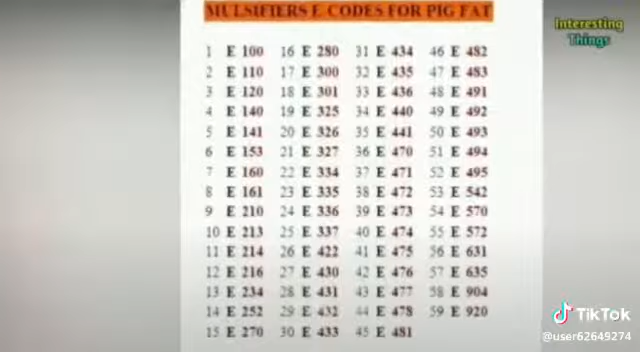 MULSIFIERS E CODES FOR PIG FAT
Interesting
Things
1 E 100 16 E 280 31 E 434 46 E 482
2 E 110 17 E 300 32 E 435 47 E 483
3 E 120 18 E 301 33 E 436 48 E 491
4 E 140 19 E 325 34 E 440 49 E 492
5 E 141 20 E 326 35 E 441 50 E 493
6 E 153 21 E 327 36 E 470 51 E 494
7 E 160 22 E 334 37 E 471 52 E 495
8 E 161 23 E 335 38 E 472 53 E 542
9 E 210 24 E 336 39 E 473 54 E 570
10 E 213 25 E 337 40 E 474 55 E 572
11 E 214 26 E 422 41 E 475 56 E 631
12 E 216 27 E 430 42 E 476 57 E 635
13 E 234 28 E 431 43 E 477 58 E 904
14 E 252 29 E 432 44 E 478 59 E 920
15 E 270 30 E 433 45 E 481
TikTok
@user62649274